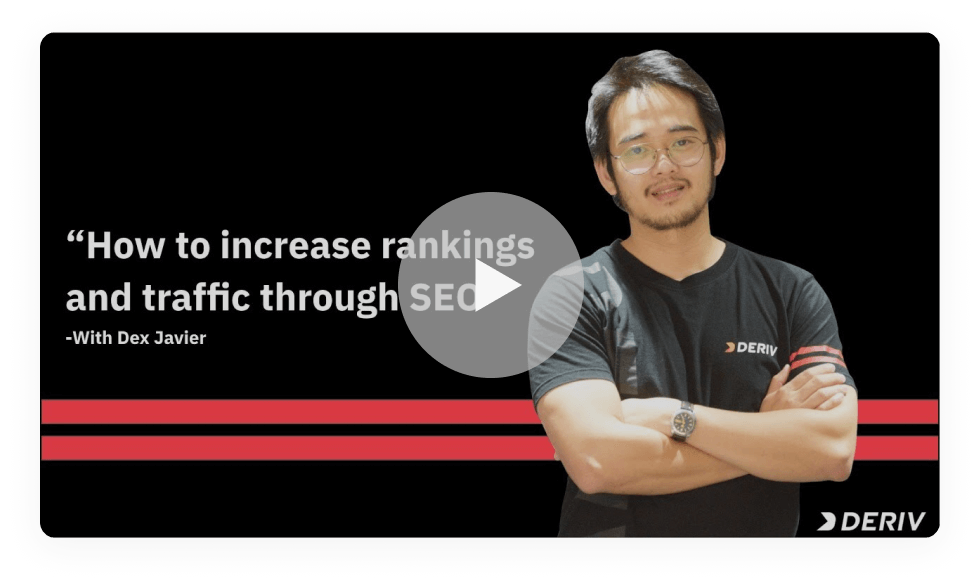 “How to increase rankings
and traffic through SEO
-With Dex Javier
DERIV
DERIV